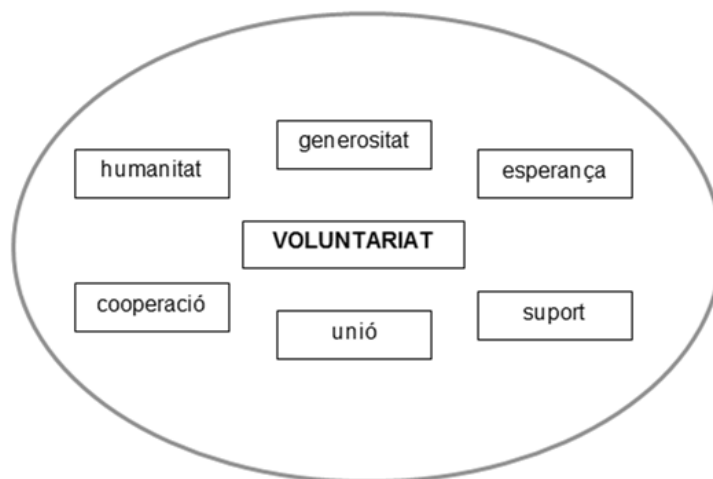 generositat
humanitat
esperança
VOLUNTARIAT
cooperació
unió
suport